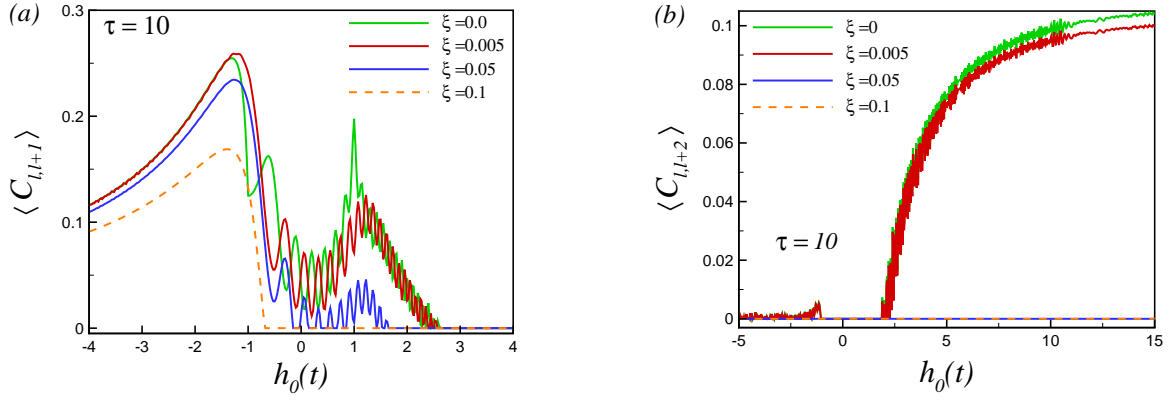 (a)
τ = 10
ξ =0.0
ξ =0.005
ξ =0.05
ξ =0.1
0.3
0.2
0.1
0
⟨ C_{l,l+1} ⟩
-4 -3 -2 -1 0 1 2 3 4
h_0(t)
(b)
ξ =0
ξ =0.005
ξ =0.05
ξ =0.1
0.1
0.08
0.06
0.04
0.02
0
⟨ C_{l,l+2} ⟩
τ = 10
-5 0 5 10 15
h_0(t)